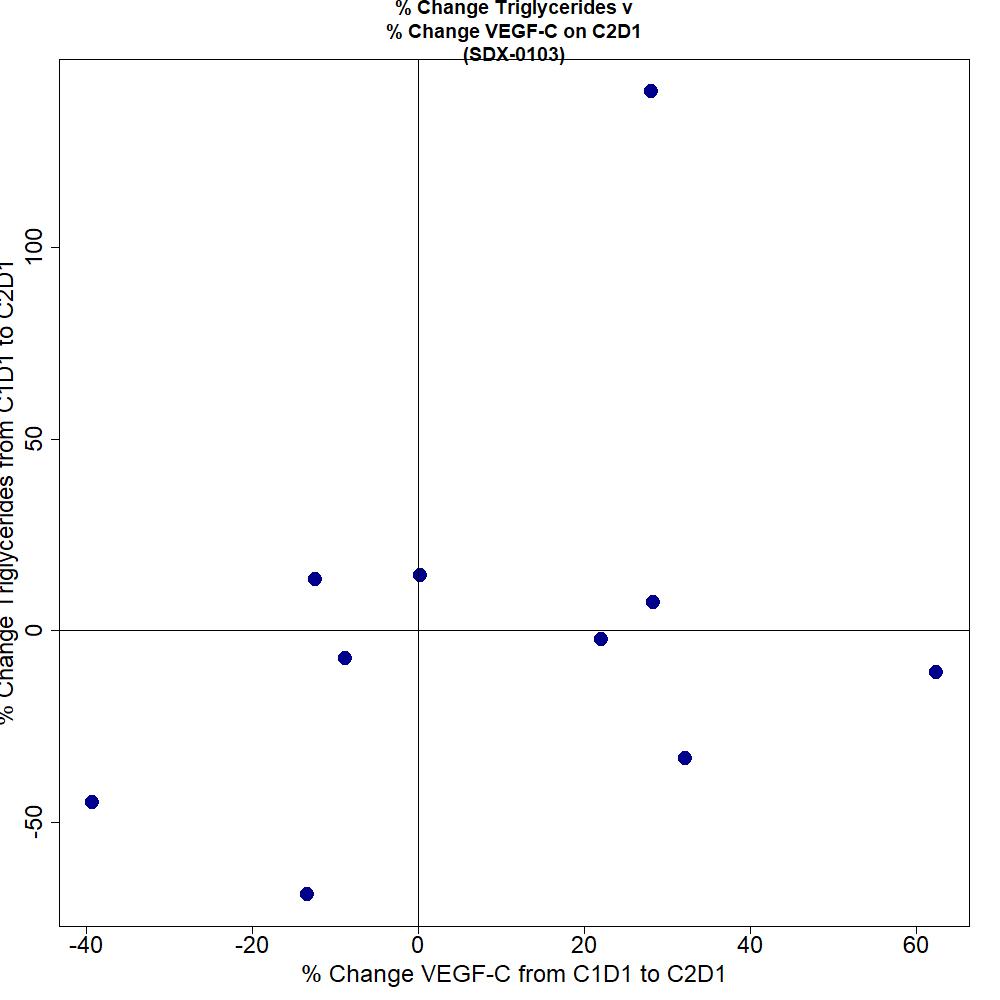 % Change Triglycerides v
% Change VEGF-C on C2D1
(SDX-0103)
% Change Triglycerides from C1D1 to C2D1
100
50
0
-50
-40
-20
0
20
40
60
% Change VEGF-C from C1D1 to C2D1